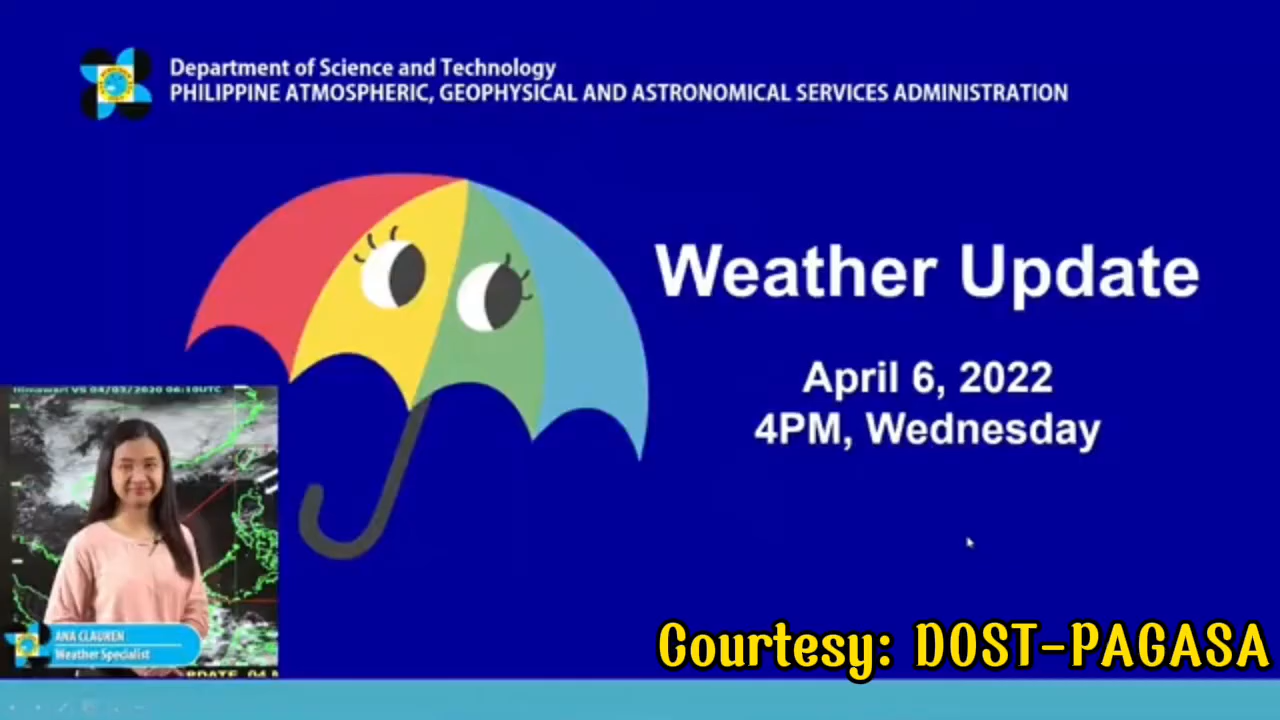 Department of Science and Technology
PHILIPPINE ATMOSPHERIC, GEOPHYSICAL AND ASTRONOMICAL SERVICES ADMINISTRATION
Weather Update
April 6, 2022
4PM, Wednesday
ANA CLAUREN
Weather Specialist
Courtesy: DOST-PAGASA